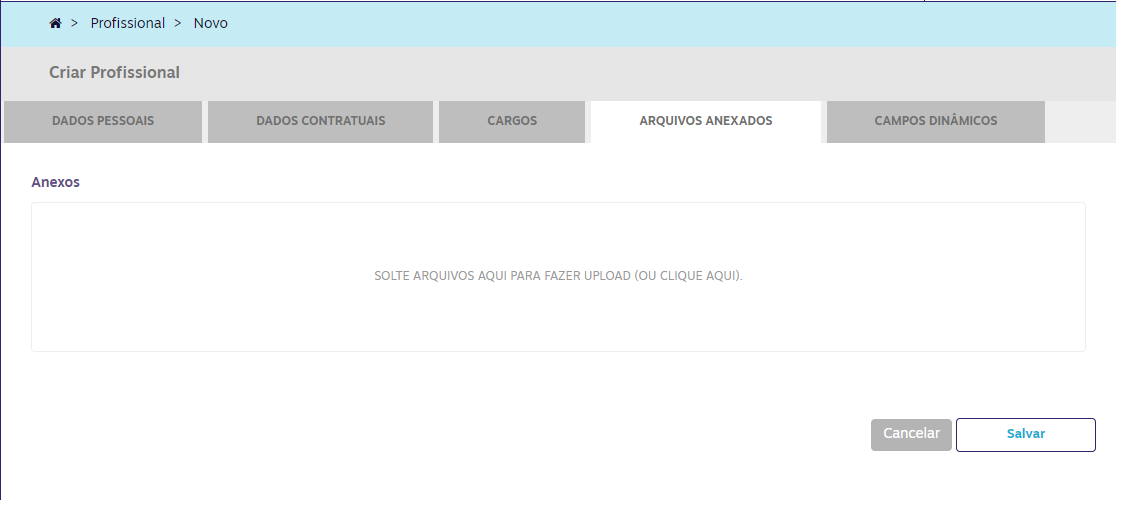 > Profissional > Novo
Criar Profissional
DADOS PESSOAIS DADOS CONTRATUAIS CARGOS ARQUIVOS ANEXADOS CAMPOS DINÂMICOS
Anexos
SOLTE ARQUIVOS AQUI PARA FAZER UPLOAD (OU CLIQUE AQUI).
Cancelar Salvar